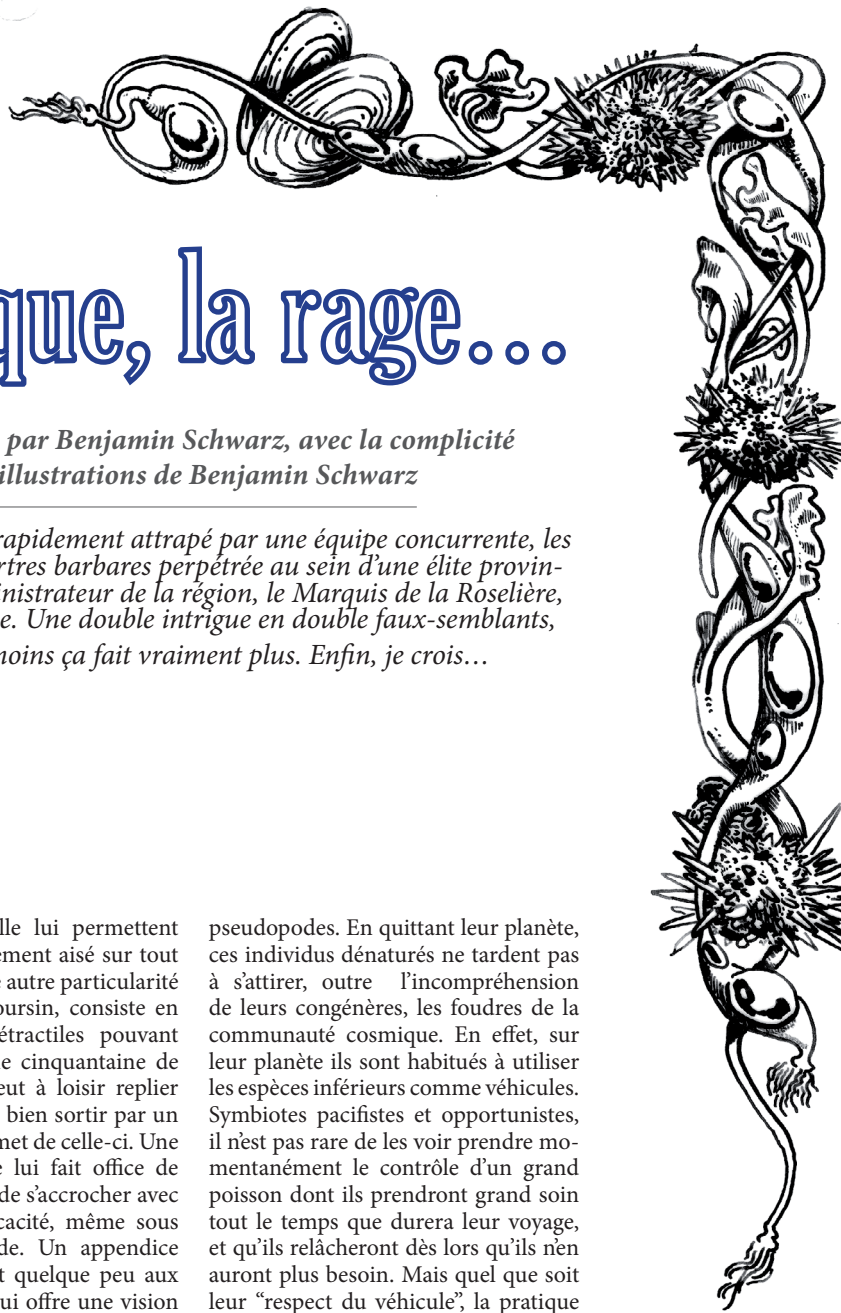 que, la rage…
par Benjamin Schwarz, avec la complicité
illustrations de Benjamin Schwarz
rapidement attrapé par une équipe concurrente, les
rtres barbares perpétrée au sein d’une élite provin-
inistrateur de la région, le Marquis de la Roselière,
e. Une double intrigue en double faux-semblants,
moins ça fait vraiment plus. Enfin, je crois…
lle lui permettent
ement aisé sur tout
e autre particularité
oursin, consiste en
étractiles pouvant
e cinquantaine de
eut à loisir replier
bien sortir par un
met de celle-ci. Une
e lui fait office de
de s’accrocher avec
cacité, même sous
de. Un appendice
t quelque peu aux
ui offre une vision
pseudopodes. En quittant leur planète,
ces individus dénaturés ne tardent pas
à s’attirer, outre l’incompréhension
de leurs congénères, les foudres de la
communauté cosmique. En effet, sur
leur planète ils sont habitués à utiliser
les espèces inférieurs comme véhicules.
Symbiotes pacifistes et opportunistes,
il n’est pas rare de les voir prendre mo-
mentanément le contrôle d’un grand
poisson dont ils prendront grand soin
tout le temps que durera leur voyage,
et qu’ils relâcheront dès lors qu’ils n’en
auront plus besoin. Mais quel que soit
leur “respect du véhicule”, la pratique